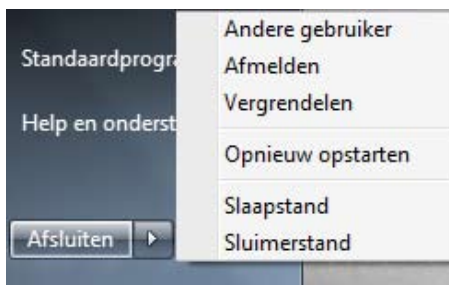 Andere gebruiker
Standaardprogra
Afmelden
Vergrendelen
Help en onderst
Opnieuw opstarten
Slaapstand
Afsluiten
Sluimerstand